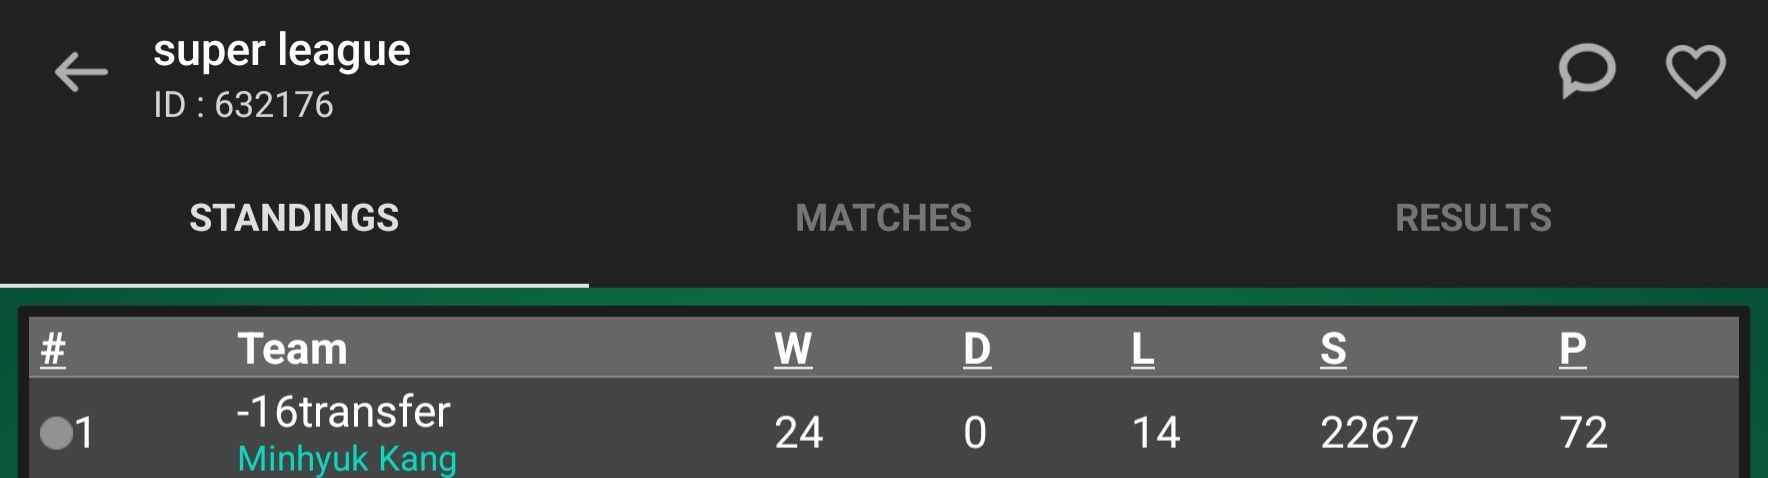 super league
ID : 632176
STANDINGS MATCHES RESULTS
# Team W D L S P
1 -16transfer 24 0 14 2267 72
Minhyuk Kang